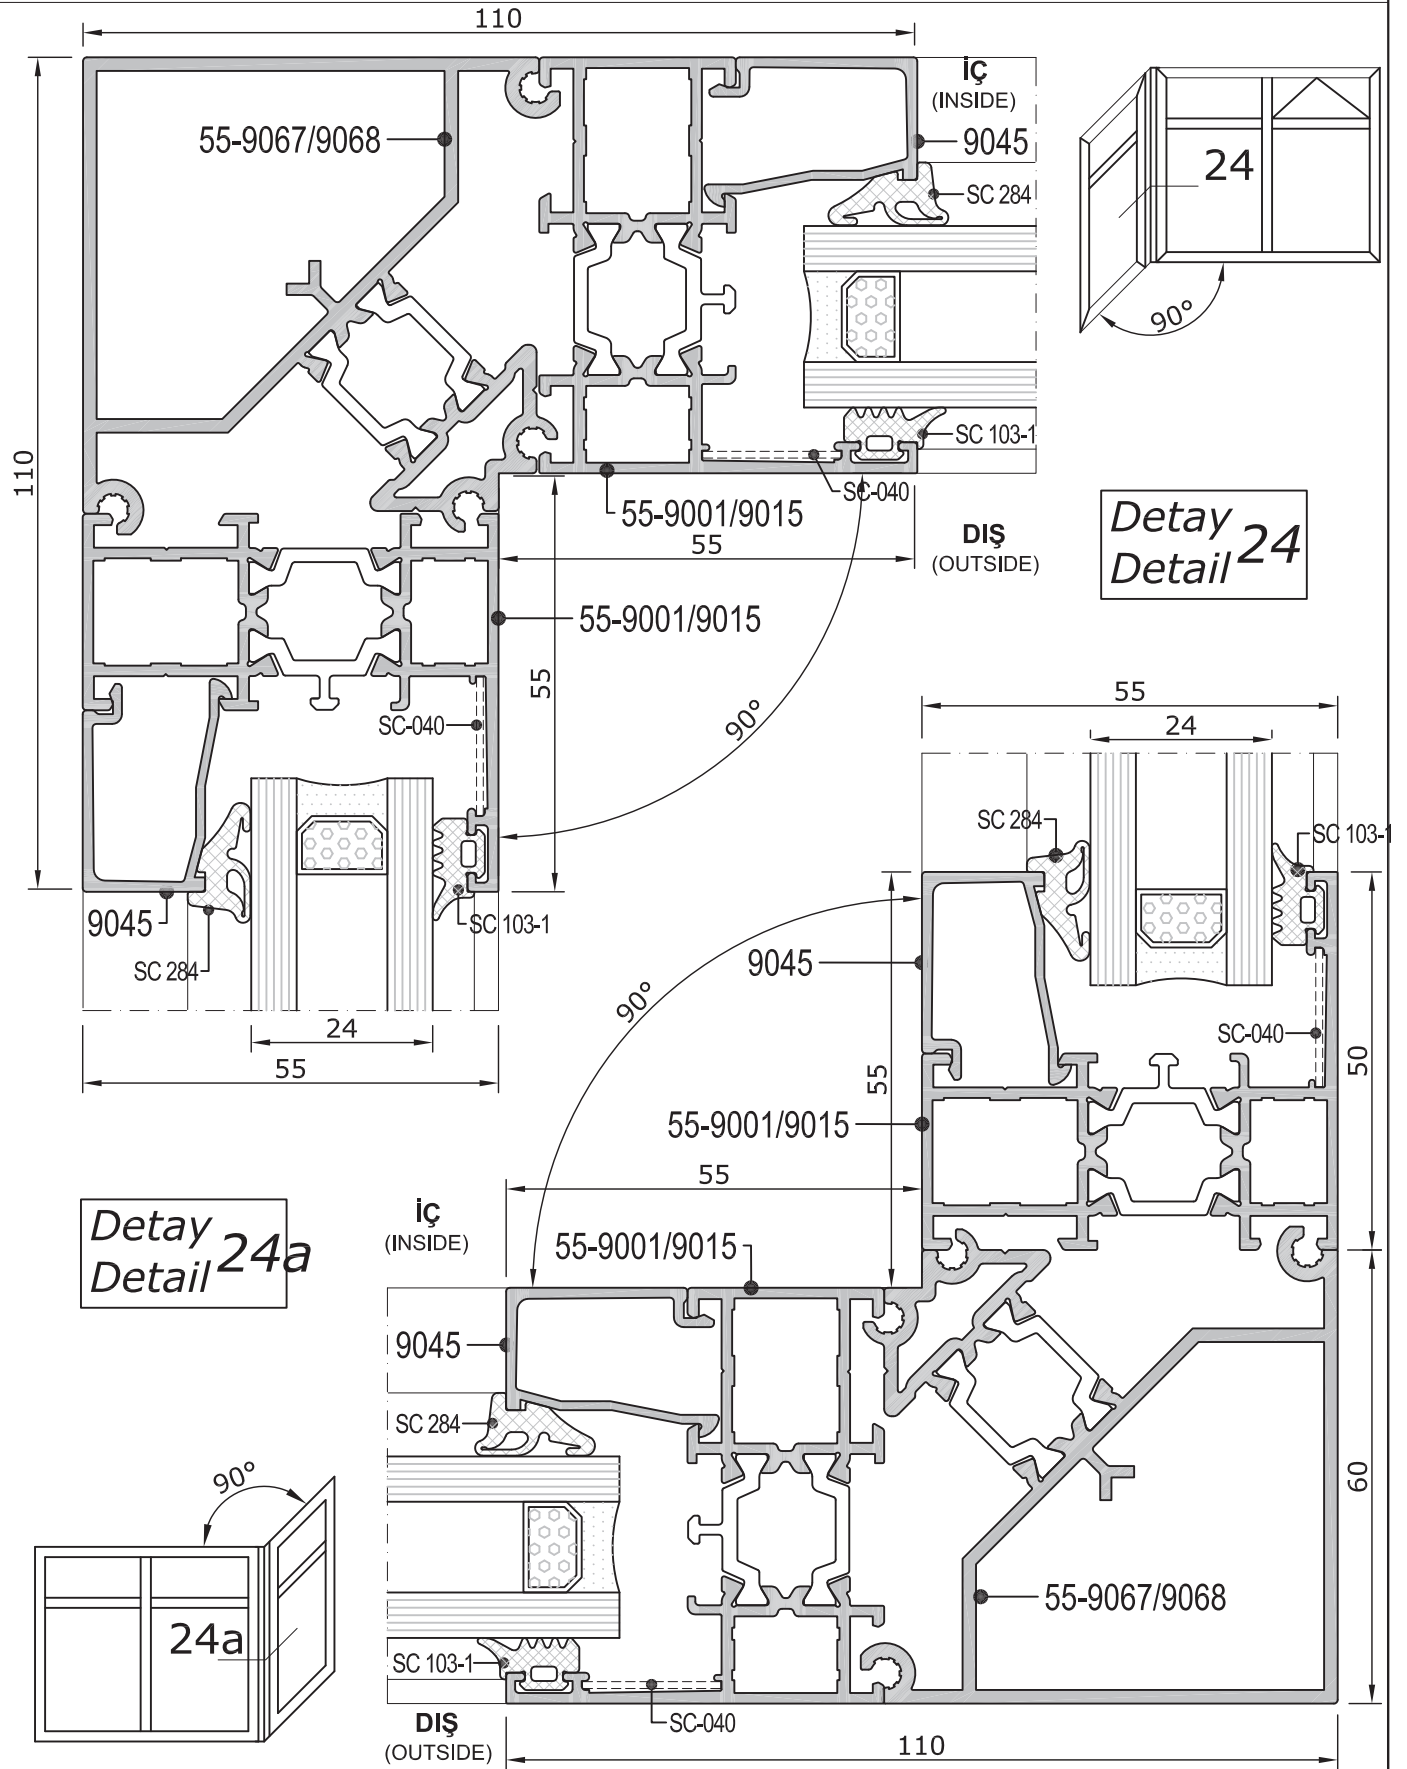 110
İÇ
(INSIDE)
55-9067/9068
9045
24
SC 284
90°
SC 103-1
110
SC-040
55-9001/9015
DIŞ
(OUTSIDE)
Detay
Detail 24
55
55-9001/9015
55
90°
SC-040
55
24
SC 284
SC 103-1
9045
SC 103-1
SC 284
9045
90°
24
SC-040
50
55
55
55-9001/9015
55
Detay
Detail 24a
İÇ
(INSIDE)
55-9001/9015
9045
SC 284
90°
60
55-9067/9068
24a
SC 103-1
DIŞ
(OUTSIDE)
SC-040
110